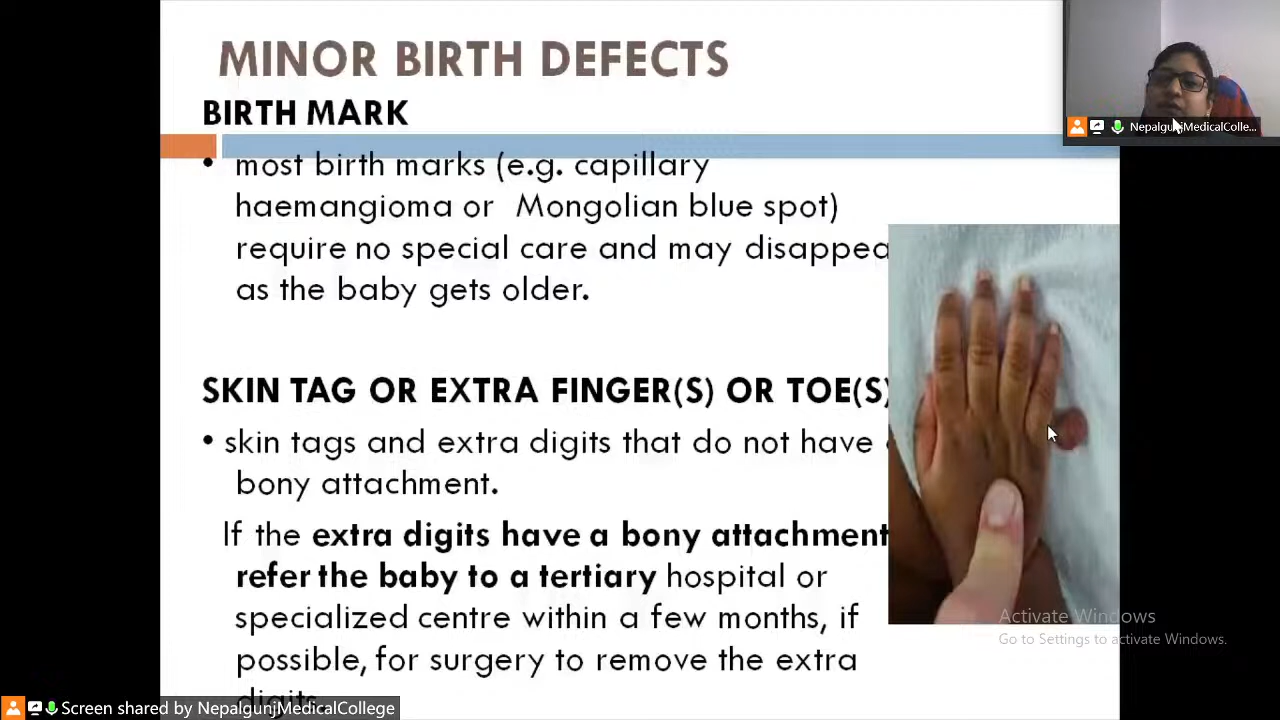 MINOR BIRTH DEFECTS
BIRTH MARK
• most birth marks (e.g. capillary
haemangioma or Mongolian blue spot)
require no special care and may disappea
as the baby gets older.
SKIN TAG OR EXTRA FINGER(S) OR TOE(S)
• skin tags and extra digits that do not have
bony attachment.
If the extra digits have a bony attachment
refer the baby to a tertiary hospital or
specialized centre within a few months, if
possible, for surgery to remove the extra
digits.
NepalgunjMedicalColle...
Activate Windows
Go to Settings to activate Windows.
Screen shared by NepalgunjMedicalCollege